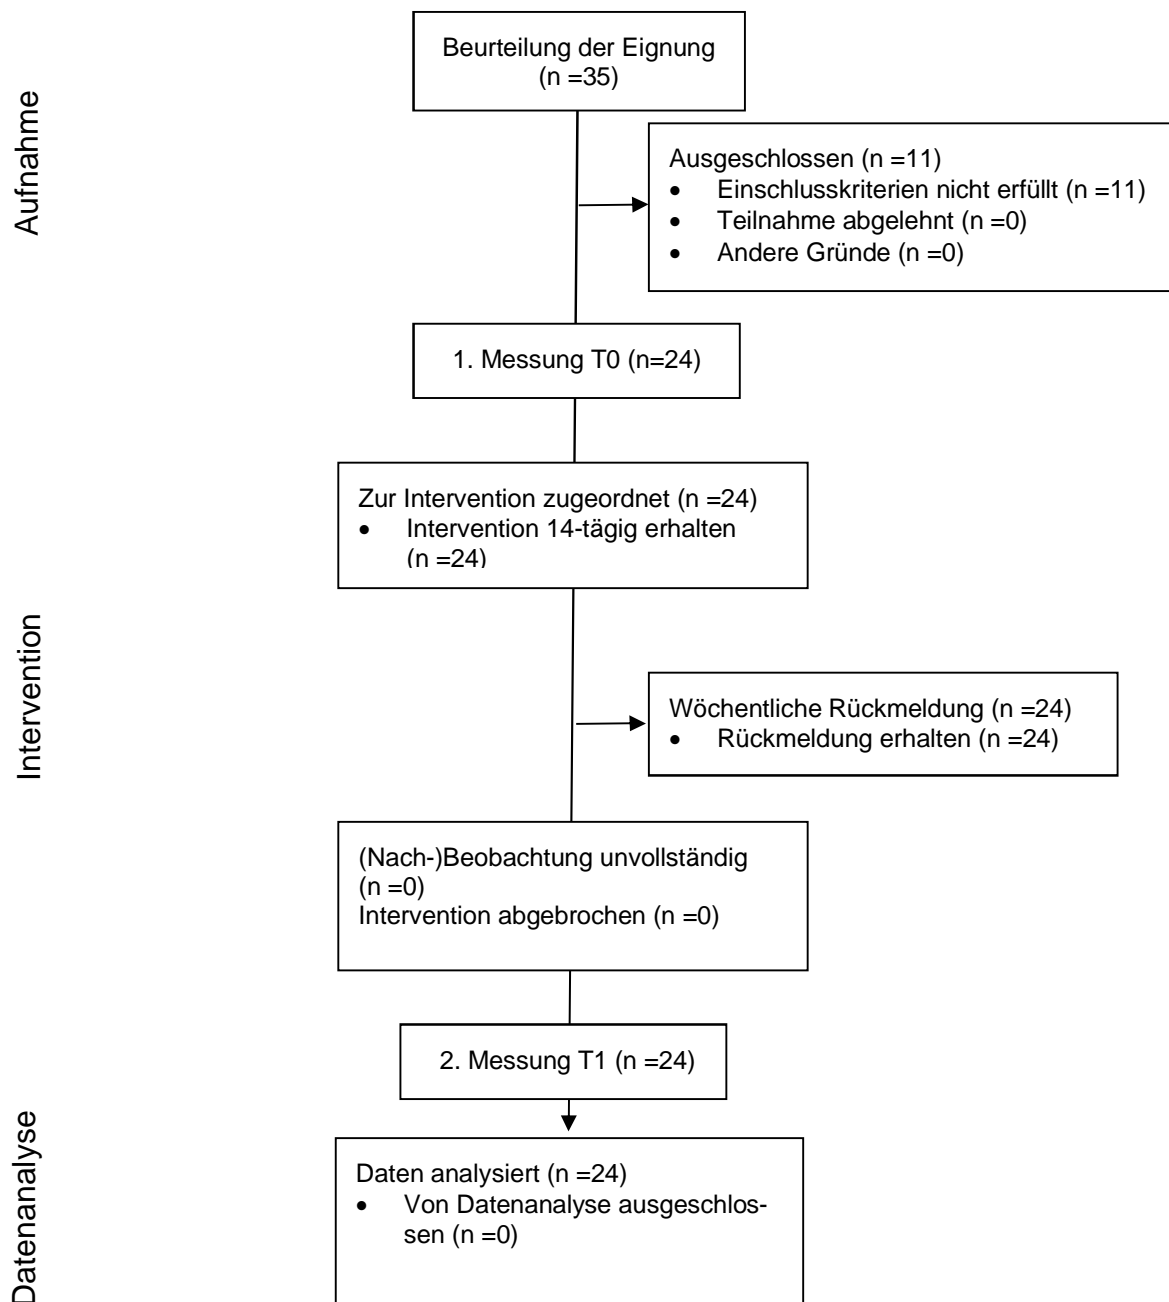 Aufnahme
Beurteilung der Eignung
(n =35)
Ausgeschlossen (n =11)
• Einschlusskriterien nicht erfüllt (n =11)
• Teilnahme abgelehnt (n =0)
• Andere Gründe (n =0)
1. Messung T0 (n=24)
Zur Intervention zugeordnet (n =24)
• Intervention 14-tägig erhalten
(n =24)
Intervention
Wöchentliche Rückmeldung (n =24)
• Rückmeldung erhalten (n =24)
(Nach-)Beobachtung unvollständig
(n =0)
Intervention abgebrochen (n =0)
2. Messung T1 (n =24)
Datenanalyse
Daten analysiert (n =24)
• Von Datenanalyse ausgeschlos-
sen (n =0)